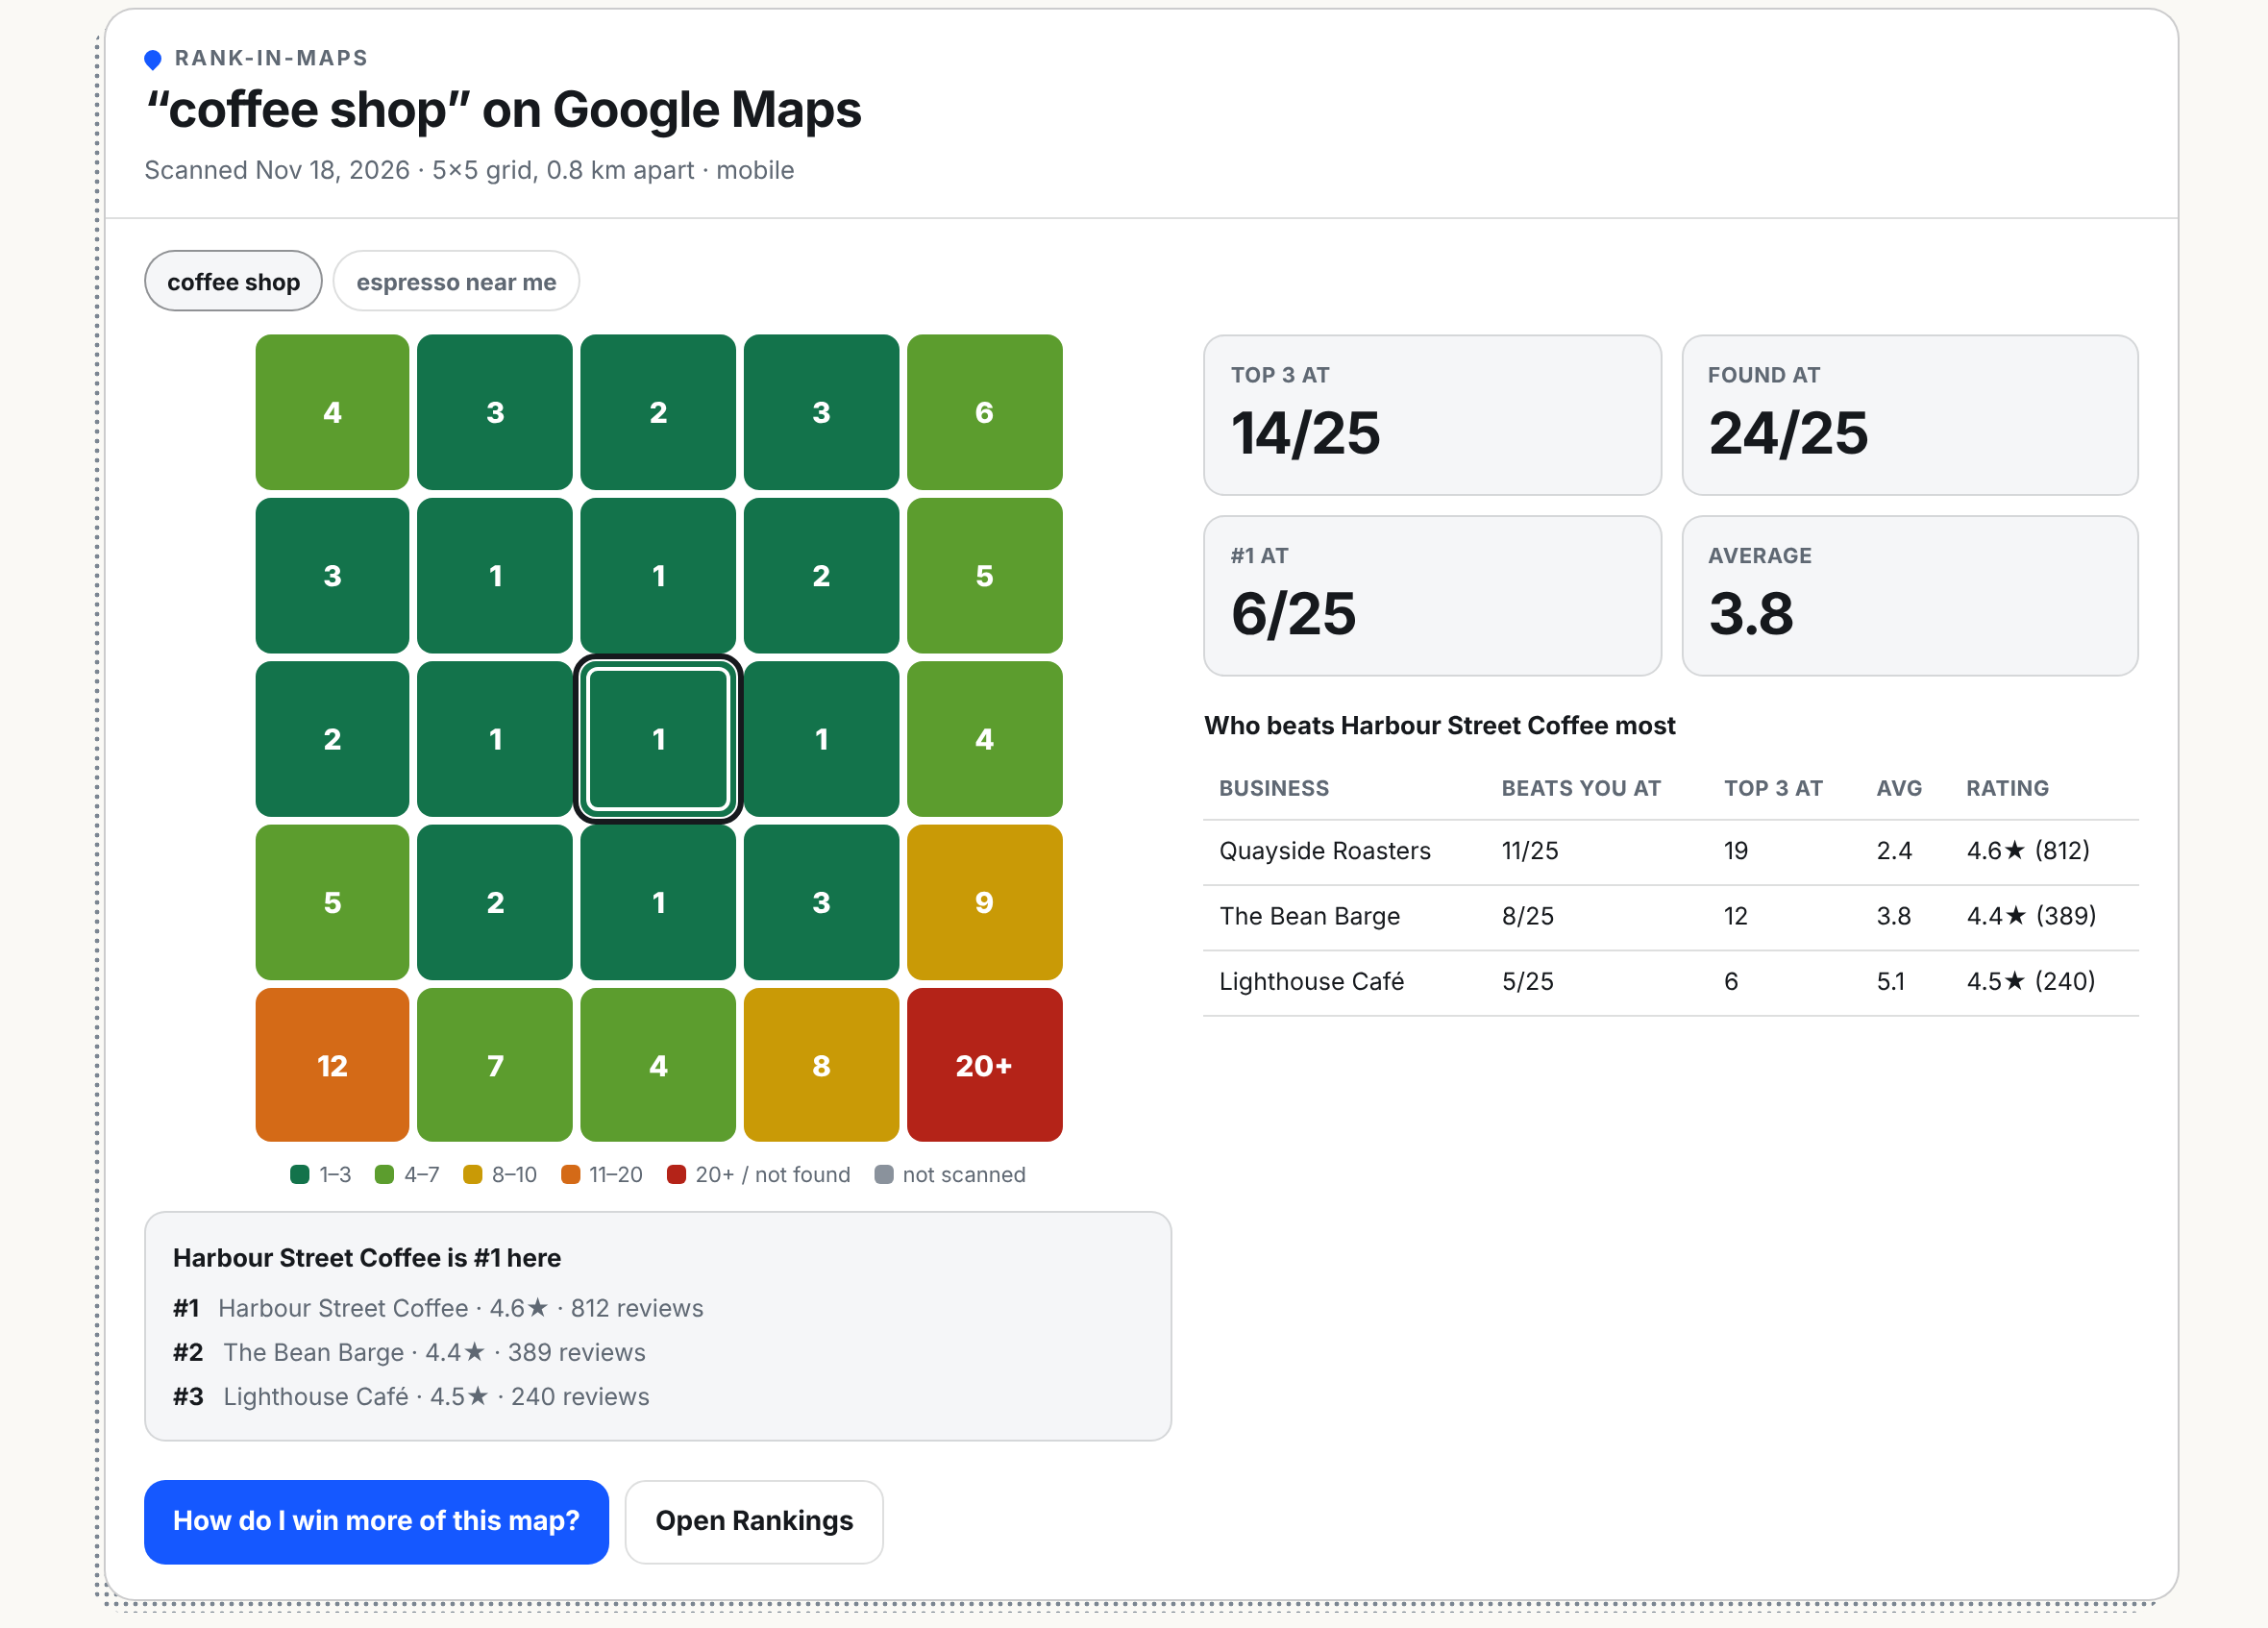 RANK-IN-MAPS
“coffee shop” on Google Maps
Scanned Nov 18, 2026 · 5×5 grid, 0.8 km apart · mobile
coffee shop espresso near me
4 3 2 3 6
3 1 1 2 5
2 1 1 1 4
5 2 1 3 9
12 7 4 8 20+
1–3 4–7 8–10 11–20 20+ / not found not scanned
Harbour Street Coffee is #1 here
#1 Harbour Street Coffee · 4.6★ · 812 reviews
#2 The Bean Barge · 4.4★ · 389 reviews
#3 Lighthouse Café · 4.5★ · 240 reviews
TOP 3 AT
14/25
FOUND AT
24/25
#1 AT
6/25
AVERAGE
3.8
Who beats Harbour Street Coffee most
BUSINESS BEATS YOU AT TOP 3 AT AVG RATING
Quayside Roasters 11/25 19 2.4 4.6★ (812)
The Bean Barge 8/25 12 3.8 4.4★ (389)
Lighthouse Café 5/25 6 5.1 4.5★ (240)
How do I win more of this map? Open Rankings